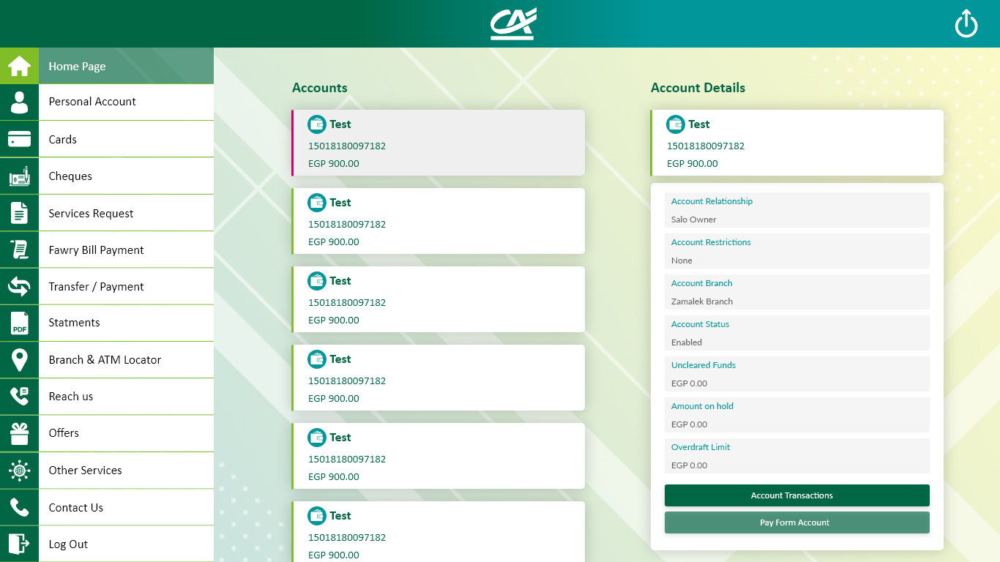 Home Page
Personal Account
Cards
Cheques
Services Request
Fawry Bill Payment
Transfer / Payment
PDF
Statments
Branch & ATM Locator
Reach us
Offers
Other Services
Contact Us
Log Out
Accounts
Test
15018180097182
EGP 900.00
Test
15018180097182
EGP 900.00
Test
15018180097182
EGP 900.00
Test
15018180097182
EGP 900.00
Test
15018180097182
EGP 900.00
Test
15018180097182
EGP 900.00
Account Details
Test
15018180097182
EGP 900.00
Account Relationship
Salo Owner
Account Restrictions
None
Account Branch
Zamalek Branch
Account Status
Enabled
Uncleared Funds
EGP 0.00
Amount on hold
EGP 0.00
Overdraft Limit
EGP 0.00
Account Transactions
Pay Form Account